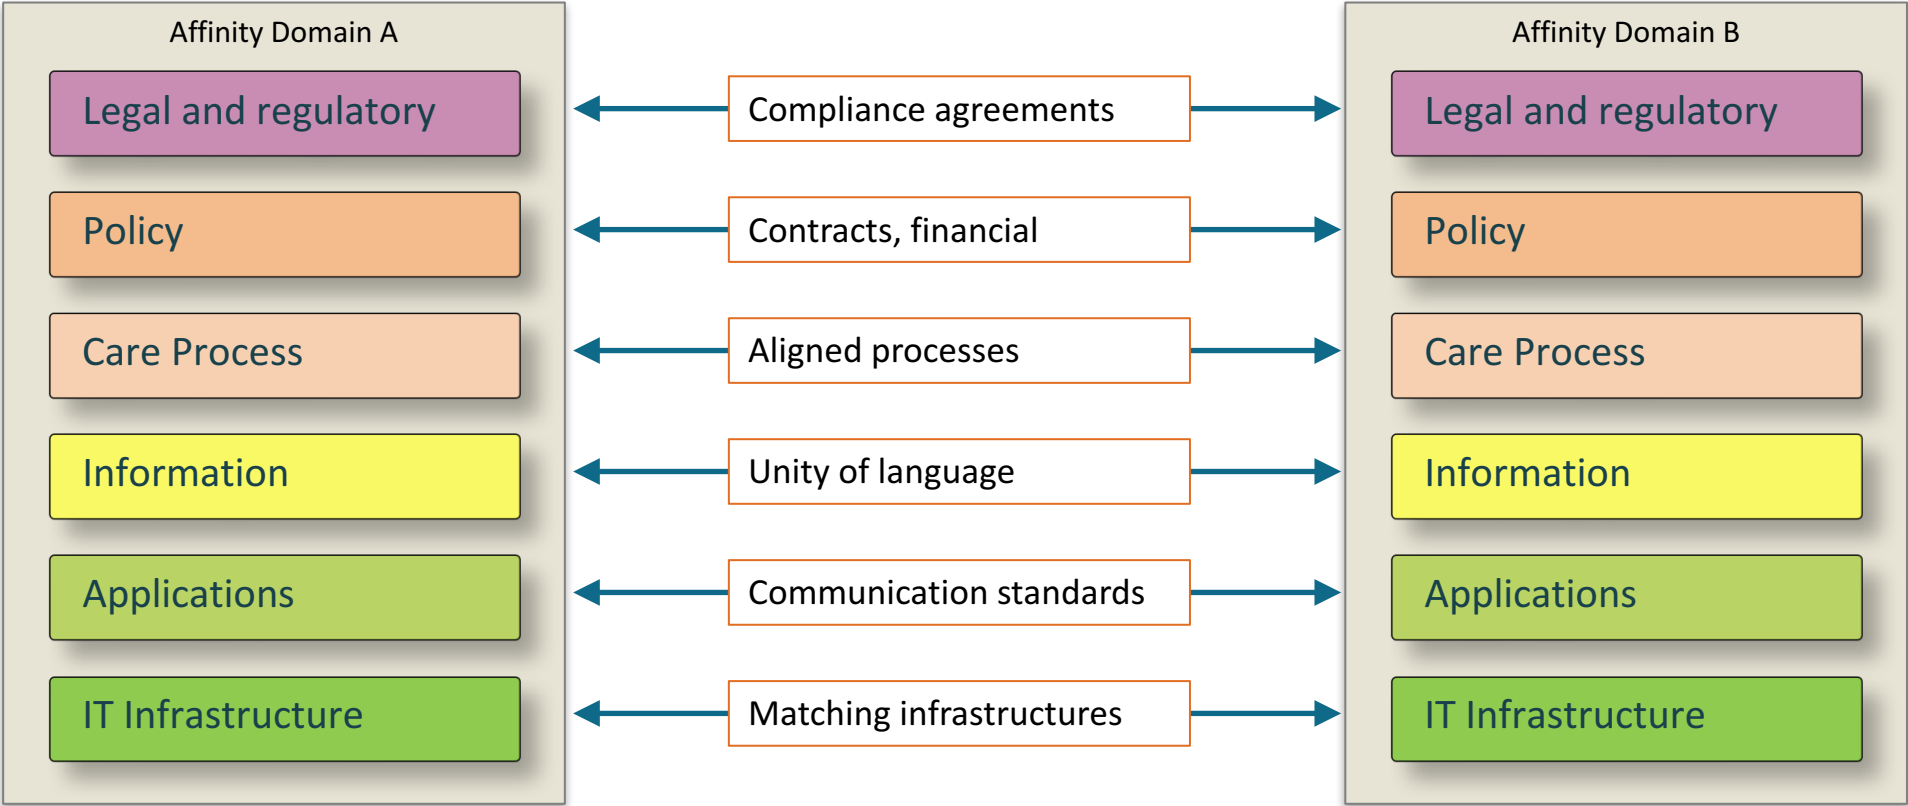 Affinity Domain A
Affinity Domain B
Legal and regulatory
Compliance agreements
Legal and regulatory
Policy
Contracts, financial
Policy
Care Process
Aligned processes
Care Process
Information
Unity of language
Information
Applications
Communication standards
Applications
IT Infrastructure
Matching infrastructures
IT Infrastructure